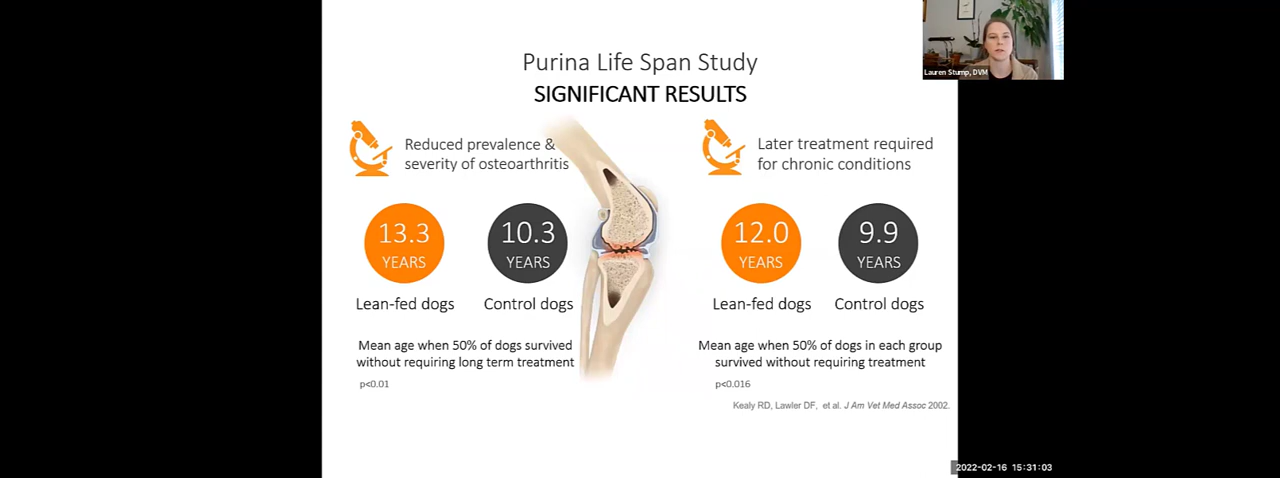 Lauren Stump, DVM
Purina Life Span Study
SIGNIFICANT RESULTS
Reduced prevalence &
severity of osteoarthritis
13.3
YEARS
Lean-fed dogs
10.3
YEARS
Control dogs
Mean age when 50% of dogs survived
without requiring long term treatment
p<0.01
Later treatment required
for chronic conditions
12.0
YEARS
Lean-fed dogs
9.9
YEARS
Control dogs
Mean age when 50% of dogs in each group
survived without requiring treatment
p<0.016
Kealy RD, Lawler DF, et al. J Am Vet Med Assoc 2002.
2022-02-16 15:31:03